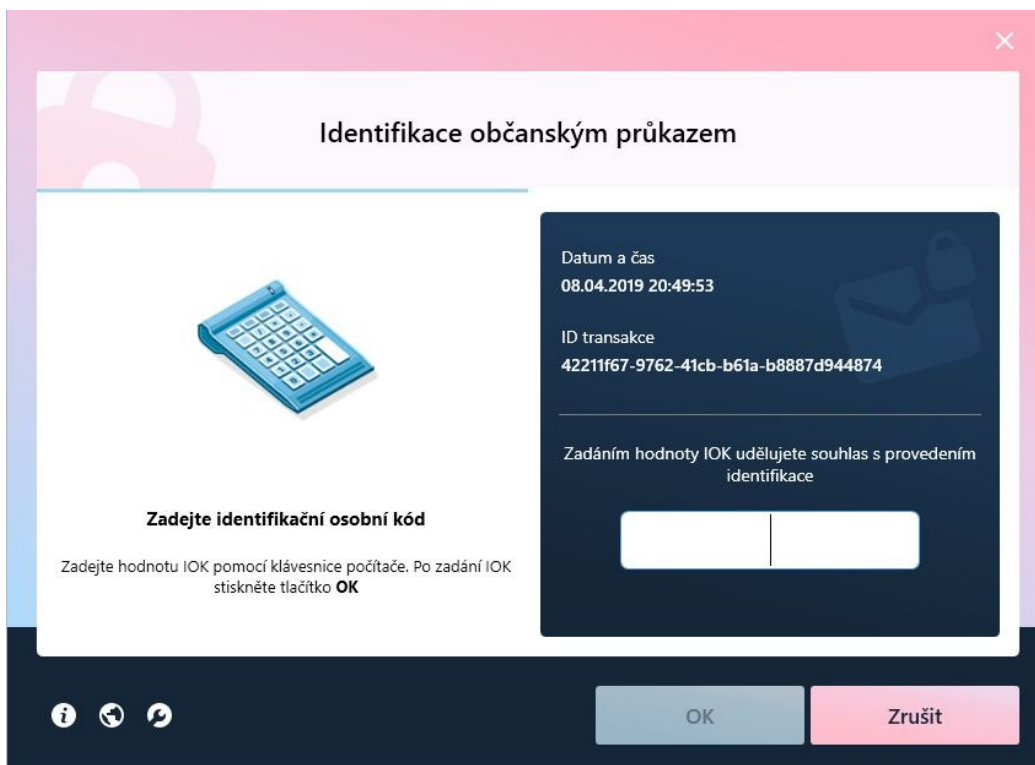 Identifikace občanským průkazem
Datum a čas
08.04.2019 20:49:53
ID transakce
42211f67-9762-41cb-b61a-b8887d944874
Zadáním hodnoty IOK udělujete souhlas s provedením
identifikace
Zadejte identifikační osobní kód
Zadejte hodnotu IOK pomocí klávesnice počítače. Po zadání IOK
stiskněte tlačítko OK
OK
Zrušit